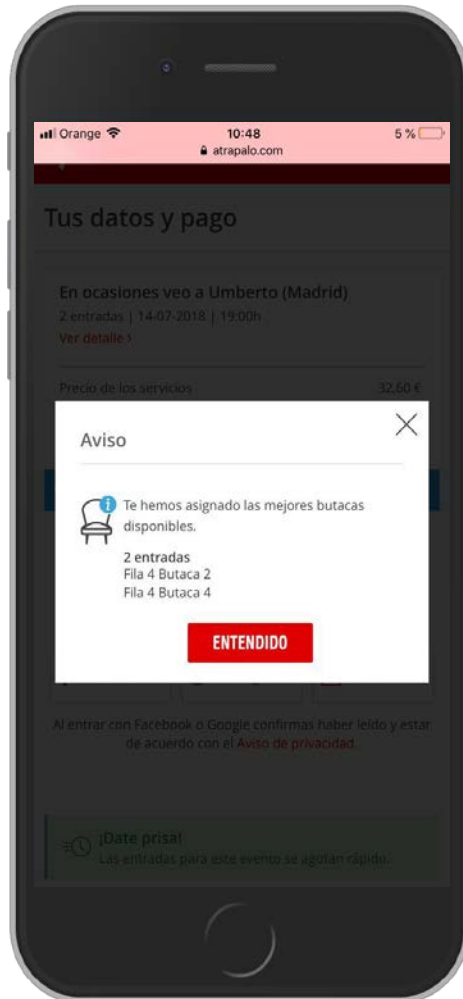 Orange 10:48 5 %
atrapalo.com
Tus datos y pago
En ocasiones veo a Umberto (Madrid)
2 entradas | 14-07-2018 | 19:00h
Ver detalle >
Precio de los servicios 32,60 €
Aviso
Te hemos asignado las mejores butacas
disponibles.
2 entradas
Fila 4 Butaca 2
Fila 4 Butaca 4
ENTENDIDO
Al entrar con Facebook o Google confirmas haber leído y estar
de acuerdo con el Aviso de privacidad.
¡Date prisa!
Las entradas para este evento se agotan rápido.